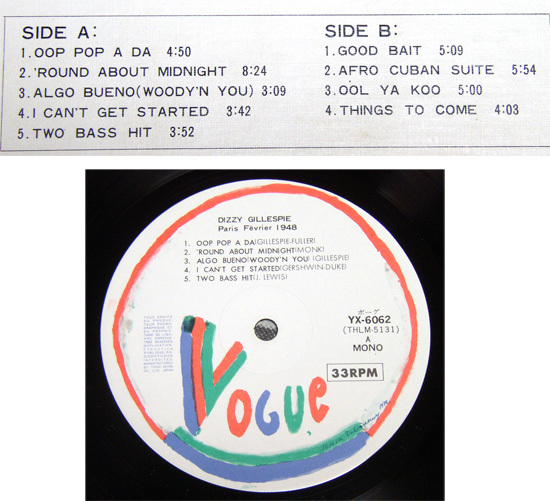 SIDE A:
1.OOP POP A DA 4:50
2.'ROUND ABOUT MIDNIGHT 8:24
3.ALGO BUENO(WOODY'N YOU) 3:09
4.I CAN'T GET STARTED 3:42
5.TWO BASS HIT 3:52
SIDE B:
1.GOOD BAIT 5:09
2.AFRO CUBAN SUITE 5:54
3.OOL YA KOO 5:00
4.THINGS TO COME 4:03
DIZZY GILLESPIE
Paris Février 1948
1. OOP POP A DA(GILLESPIE-FULLER)
2. 'ROUND ABOUT MIDNIGHT(MONK)
3. ALGO BUENO(WOODY'N YOU)(GILLESPIE)
4. I CAN'T GET STARTED(GERSHWIN-DUKE)
5. TWO BASS HIT(J. LEWIS)
ボーグ
YX-6062
(THLM-5131)
A
MONO
33RPM
VOGUE